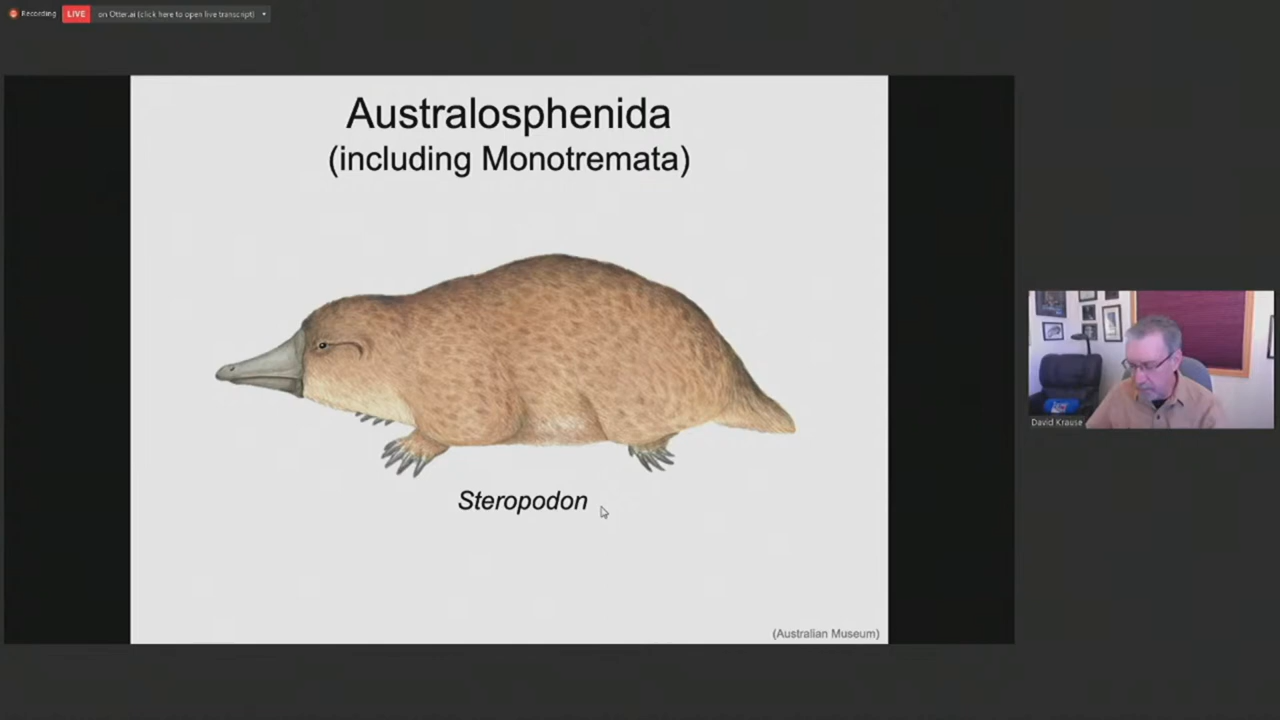 Recording
LIVE
on Otter.ai (click here to open live transcript)
Australosphenida
(including Monotremata)
Steropodon
(Australian Museum)
David Krause